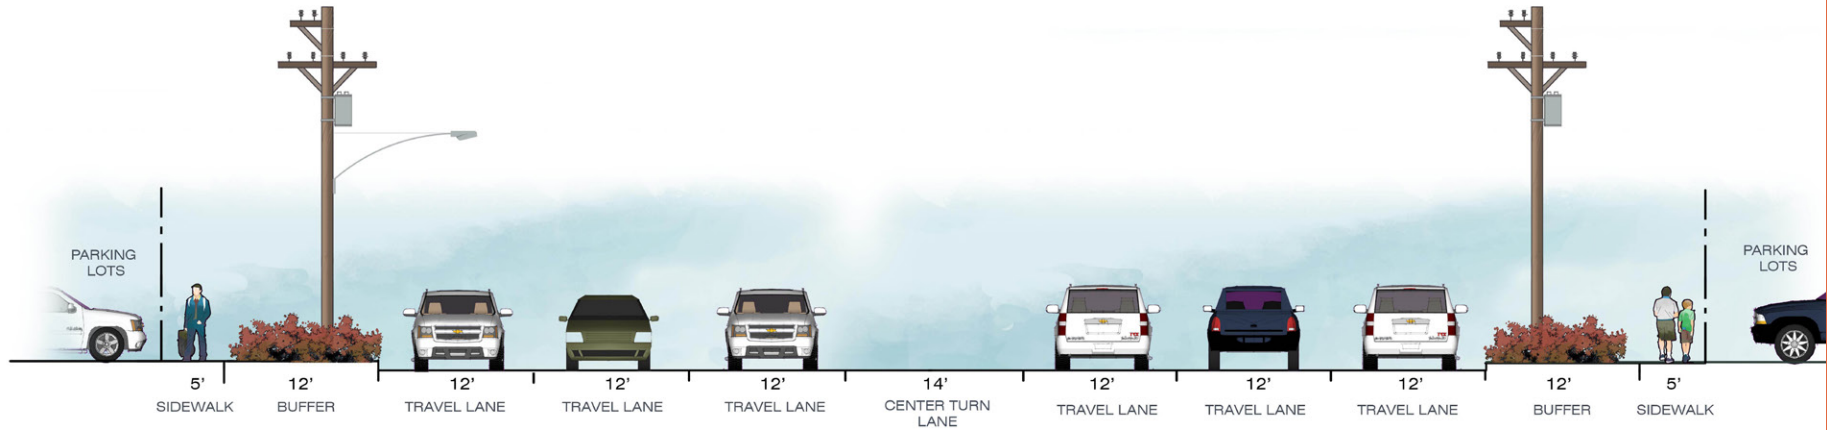 PARKING
LOTS
PARKING
LOTS
5' 12' 12' 12' 12' 14' 12' 12' 12' 12' 5'
SIDEWALK BUFFER TRAVEL LANE TRAVEL LANE TRAVEL LANE CENTER TURN
LANE
TRAVEL LANE TRAVEL LANE TRAVEL LANE BUFFER SIDEWALK